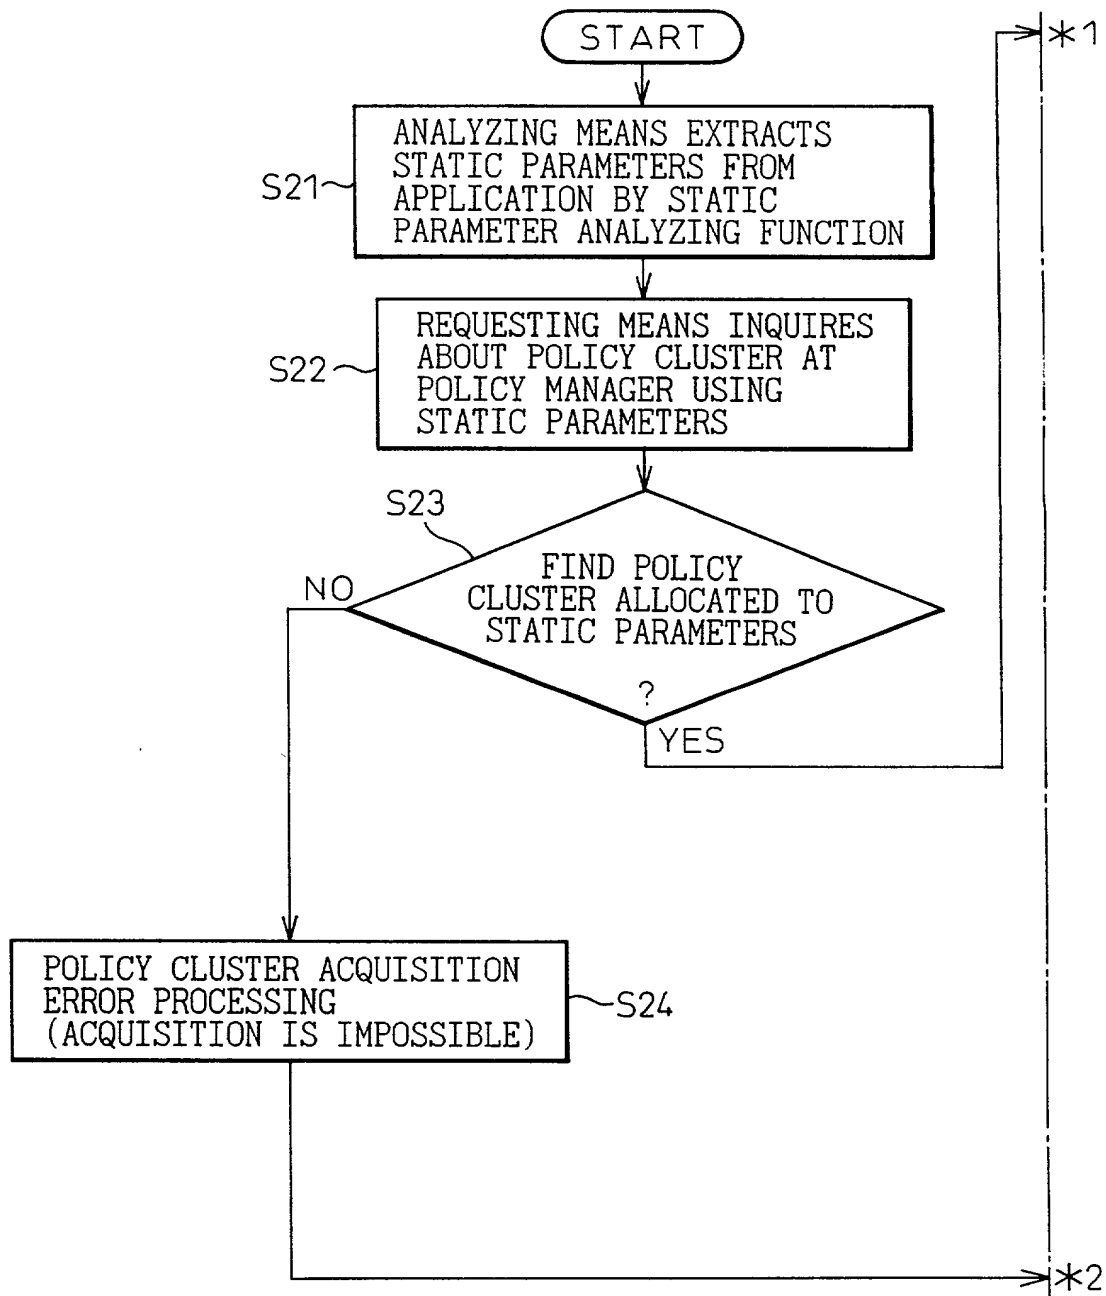 START
*1
ANALYZING MEANS EXTRACTS
STATIC PARAMETERS FROM
APPLICATION BY STATIC
PARAMETER ANALYZING FUNCTION
S21
REQUESTING MEANS INQUIRES
ABOUT POLICY CLUSTER AT
POLICY MANAGER USING
STATIC PARAMETERS
S22
S23
FIND POLICY
CLUSTER ALLOCATED TO
STATIC PARAMETERS
?
NO
YES
POLICY CLUSTER ACQUISITION
ERROR PROCESSING
(ACQUISITION IS IMPOSSIBLE)
S24
*2